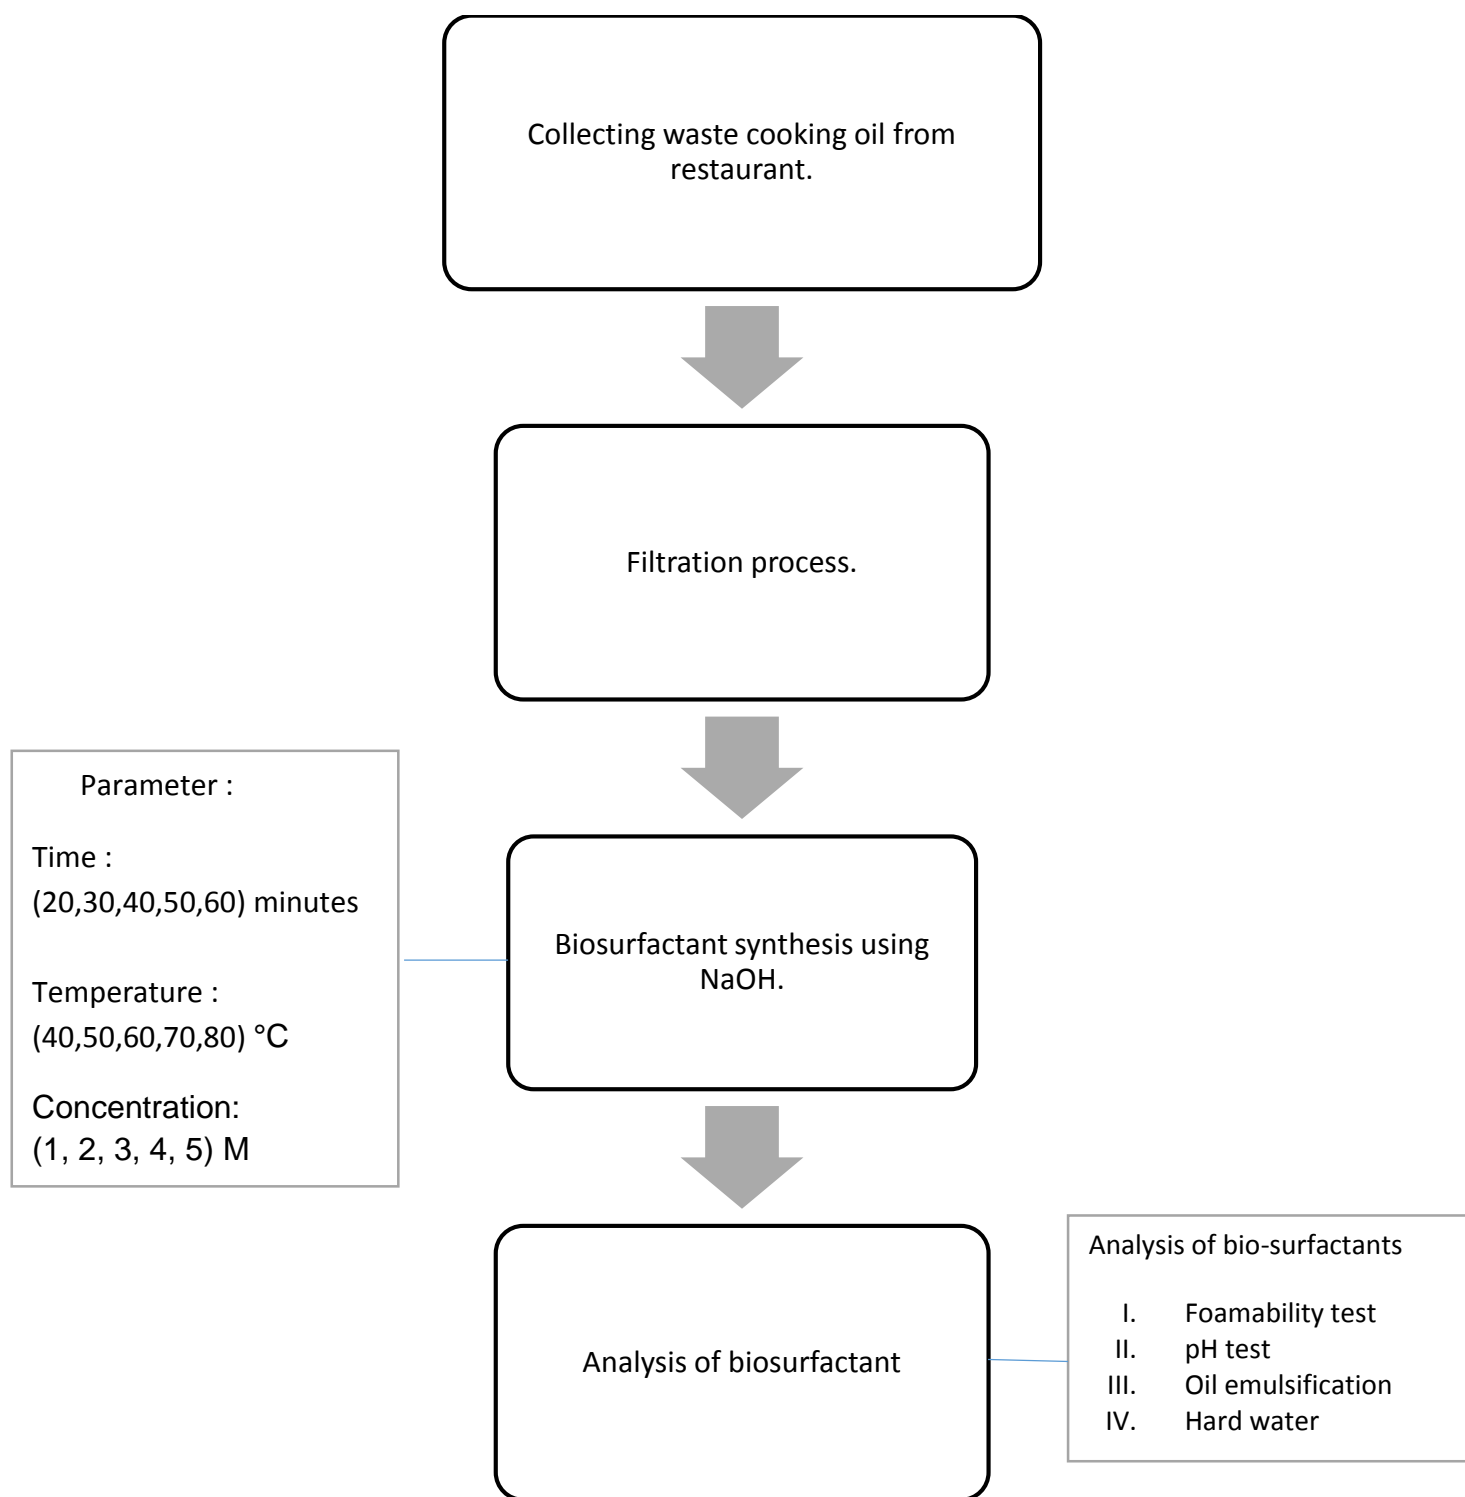 Collecting waste cooking oil from
restaurant.
Filtration process.
Parameter :
Time :
(20,30,40,50,60) minutes
Temperature :
(40,50,60,70,80) °C
Concentration:
(1, 2, 3, 4, 5) M
Biosurfactant synthesis using
NaOH.
Analysis of biosurfactant
Analysis of bio-surfactants
I. Foamability test
II. pH test
III. Oil emulsification
IV. Hard water